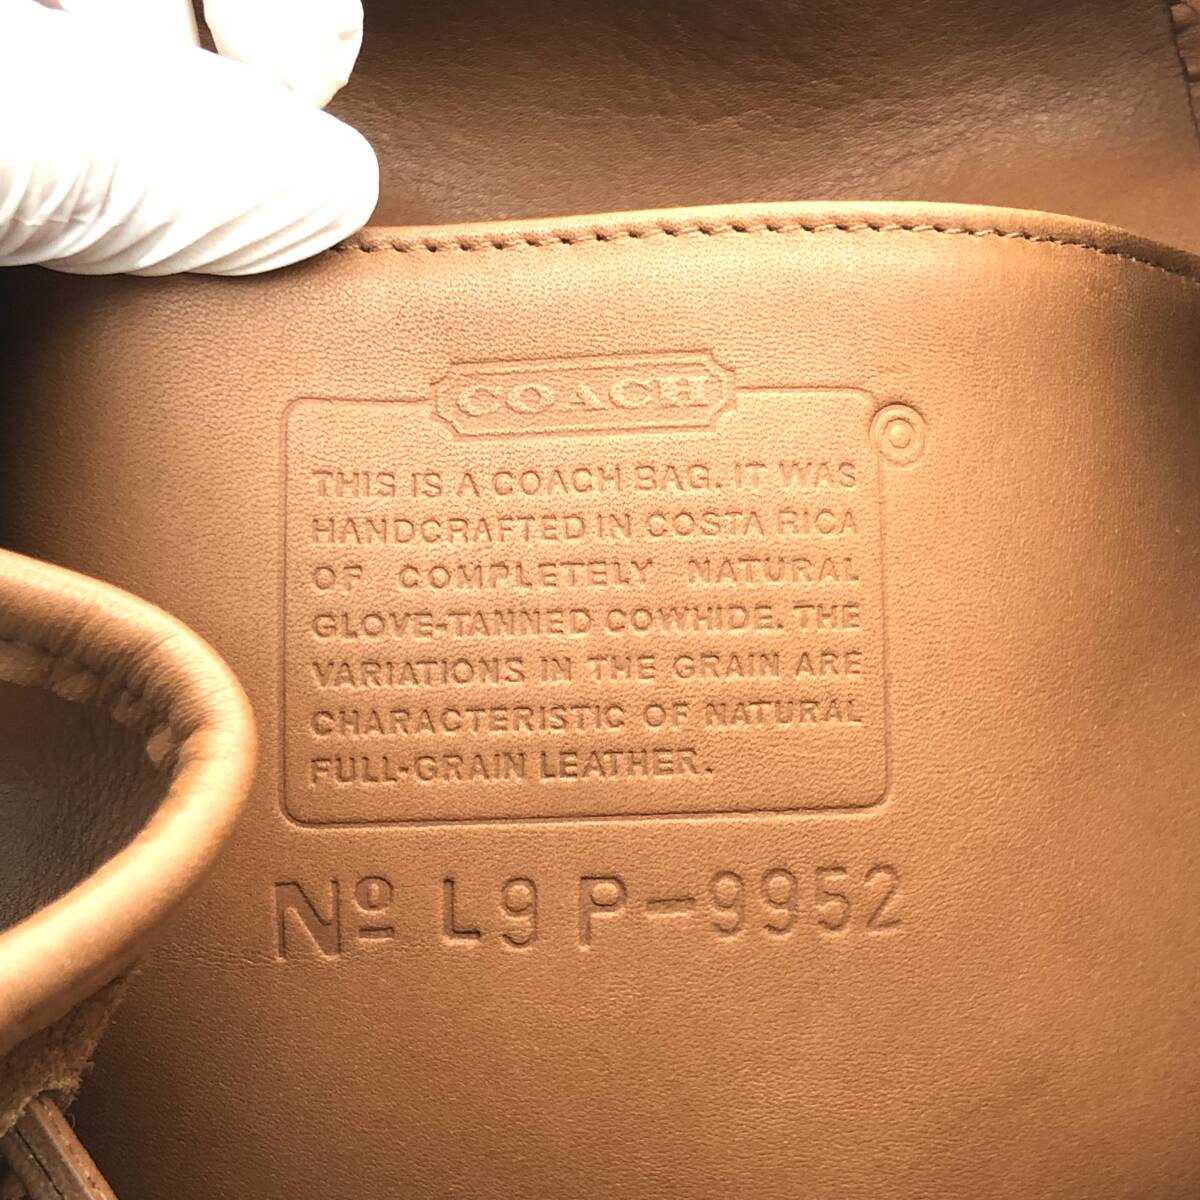 COACH
THIS IS A COACH BAG. IT WAS
HANDCRAFTED IN COSTA RICA
OF COMPLETELY NATURAL
GLOVE-TANNED COWHIDE. THE
VARIATIONS IN THE GRAIN ARE
CHARACTERISTIC OF NATURAL
FULL-GRAIN LEATHER.
Nº L9P-9952